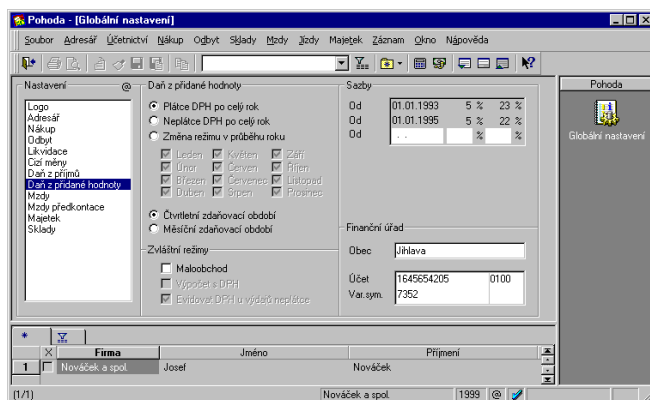 Pohoda - [Globální nastavení]
Soubor Adresář Účetnictví Nákup Odbyt Sklady Mzdy Jízdy Majetek Záznam Okno Nápověda
Nastavení @
Logo
Adresář
Nákup
Odbyt
Likvidace
Cizí měny
Daň z příjmů
Daň z přidané hodnoty
Mzdy
Mzdy předkontace
Majetek
Sklady
Daň z přidané hodnoty
Plátce DPH po celý rok
Neplátce DPH po celý rok
Změna režimu v průběhu roku
Leden Květen Září
Únor Červen Říjen
Březen Červenec Listopad
Duben Srpen Prosinec
Čtvrtletní zdaňovací období
Měsíční zdaňovací období
Zvláštní režimy
Maloobchod
Výpočet s DPH
Evidovat DPH u výdajů neplátce
Sazby
Od 01.01.1993 5 % 23 %
Od 01.01.1995 5 % 22 %
Od . . % %
Finanční úřad
Obec Jihlava
Účet 1645654205 0100
Var.sym. 7352
Pohoda
Globální nastavení
* 
X Firma Jméno Příjmení
1 Nováček a spol. Josef Nováček
(1/1) Nováček a spol. 1999 @